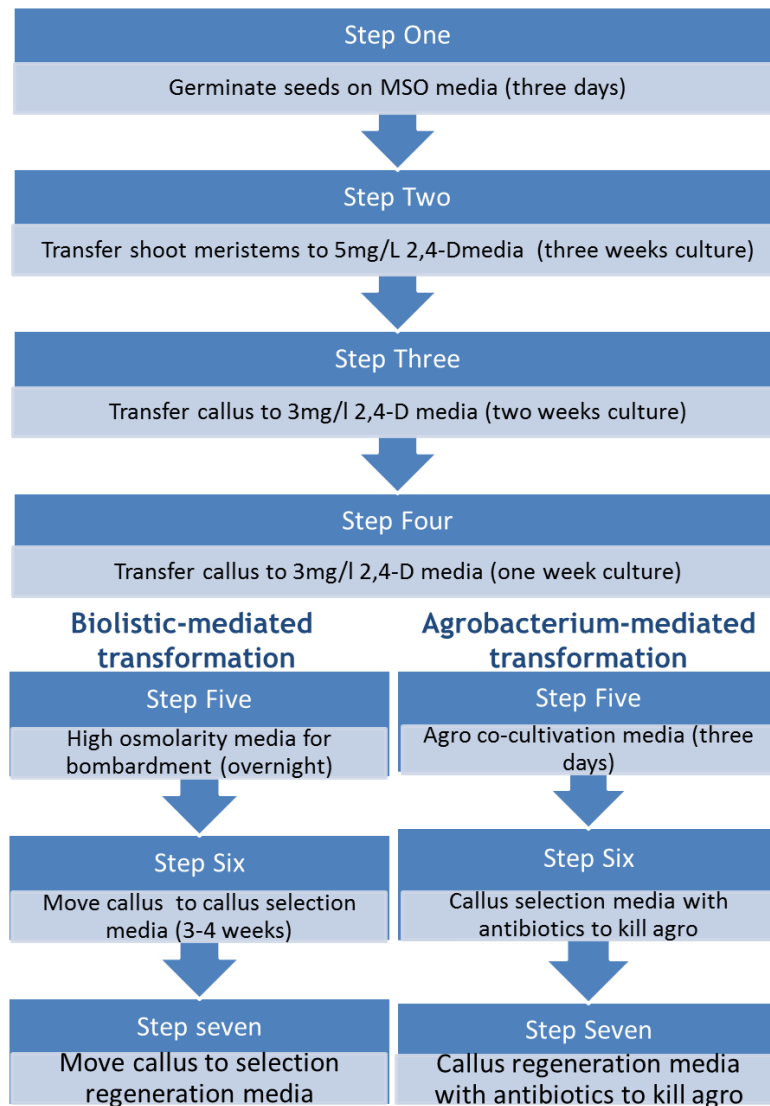 Step One
Germinate seeds on MSO media (three days)
Step Two
Transfer shoot meristems to 5mg/L 2,4-Dmedia (three weeks culture)
Step Three
Transfer callus to 3mg/l 2,4-D media (two weeks culture)
Step Four
Transfer callus to 3mg/l 2,4-D media (one week culture)
Biolistic-mediated
transformation
Step Five
High osmolarity media for
bombardment (overnight)
Step Six
Move callus to callus selection
media (3-4 weeks)
Step seven
Move callus to selection
regeneration media
Agrobacterium-mediated
transformation
Step Five
Agro co-cultivation media (three
days)
Step Six
Callus selection media with
antibiotics to kill agro
Step Seven
Callus regeneration media
with antibiotics to kill agro